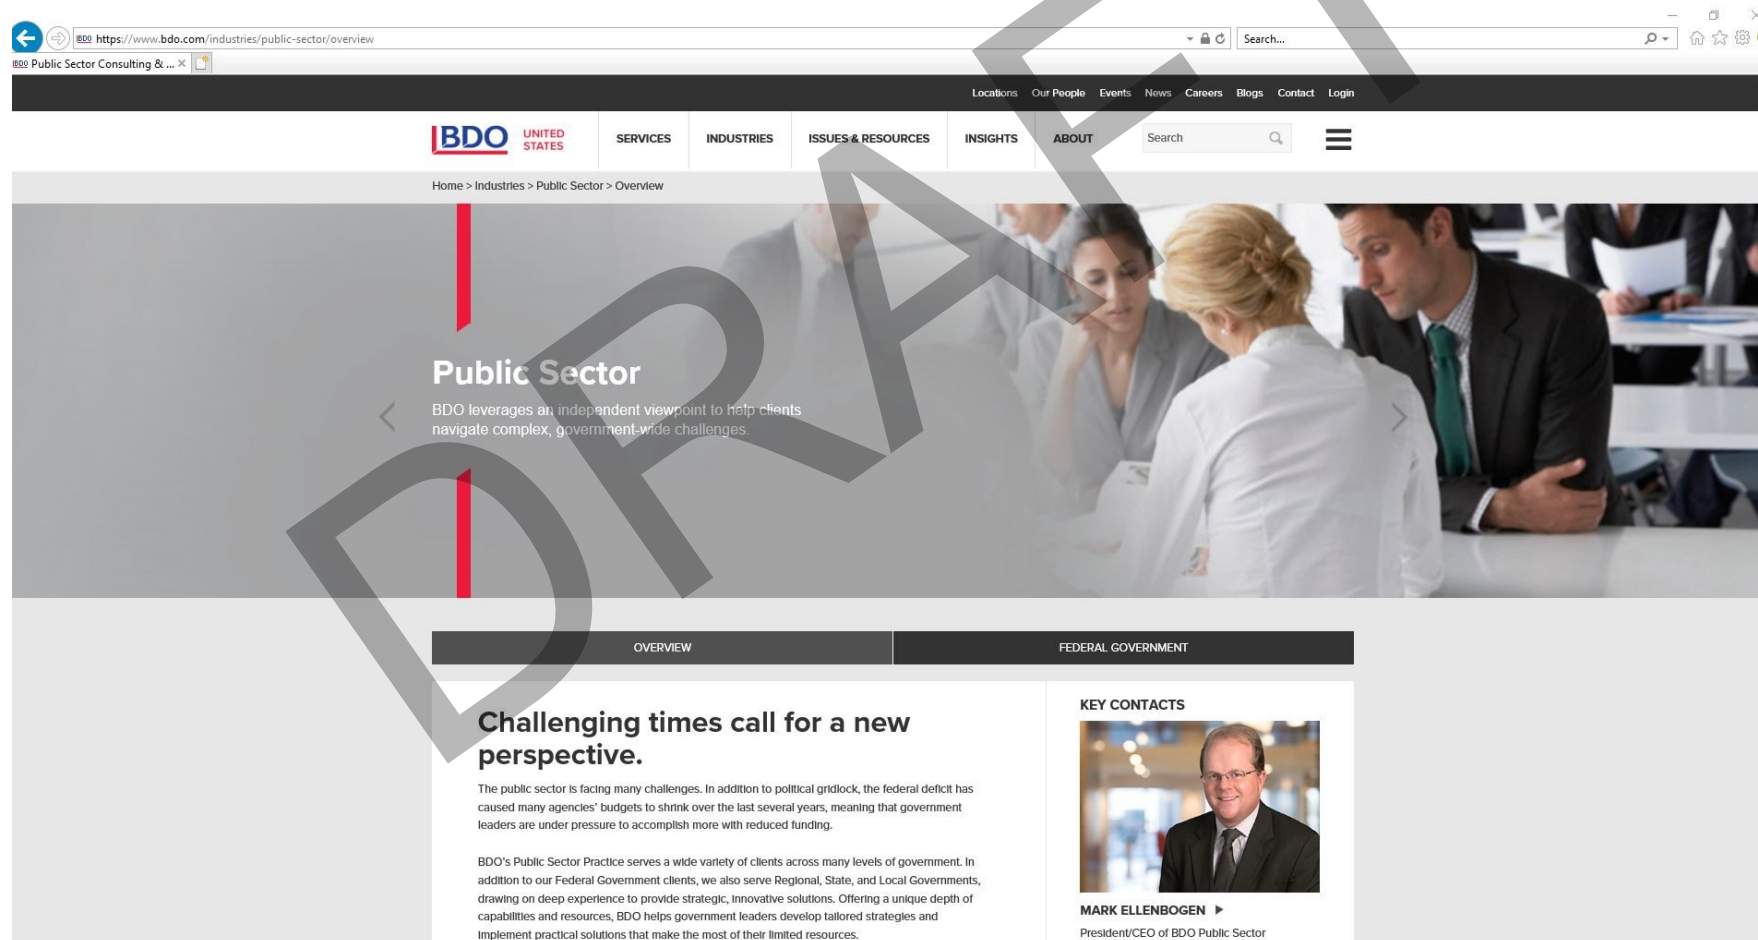 https://www.bdo.com/industries/public-sector/overview
Search...
BDO Public Sector Consulting & ...
Locations Our People Events News Careers Blogs Contact Login
BDO UNITED STATES
SERVICES INDUSTRIES ISSUES & RESOURCES INSIGHTS ABOUT Search
Home > Industries > Public Sector > Overview
Public Sector
BDO leverages an independent viewpoint to help clients
navigate complex, government-wide challenges.
DRAFT
OVERVIEW FEDERAL GOVERNMENT
Challenging times call for a new
perspective.
The public sector is facing many challenges. In addition to political gridlock, the federal deficit has
caused many agencies' budgets to shrink over the last several years, meaning that government
leaders are under pressure to accomplish more with reduced funding.
BDO's Public Sector Practice serves a wide variety of clients across many levels of government. In
addition to our Federal Government clients, we also serve Regional, State, and Local Governments,
drawing on deep experience to provide strategic, innovative solutions. Offering a unique depth of
capabilities and resources, BDO helps government leaders develop tailored strategies and
implement practical solutions that make the most of their limited resources.
KEY CONTACTS
MARK ELLENBOGEN
President/CEO of BDO Public Sector